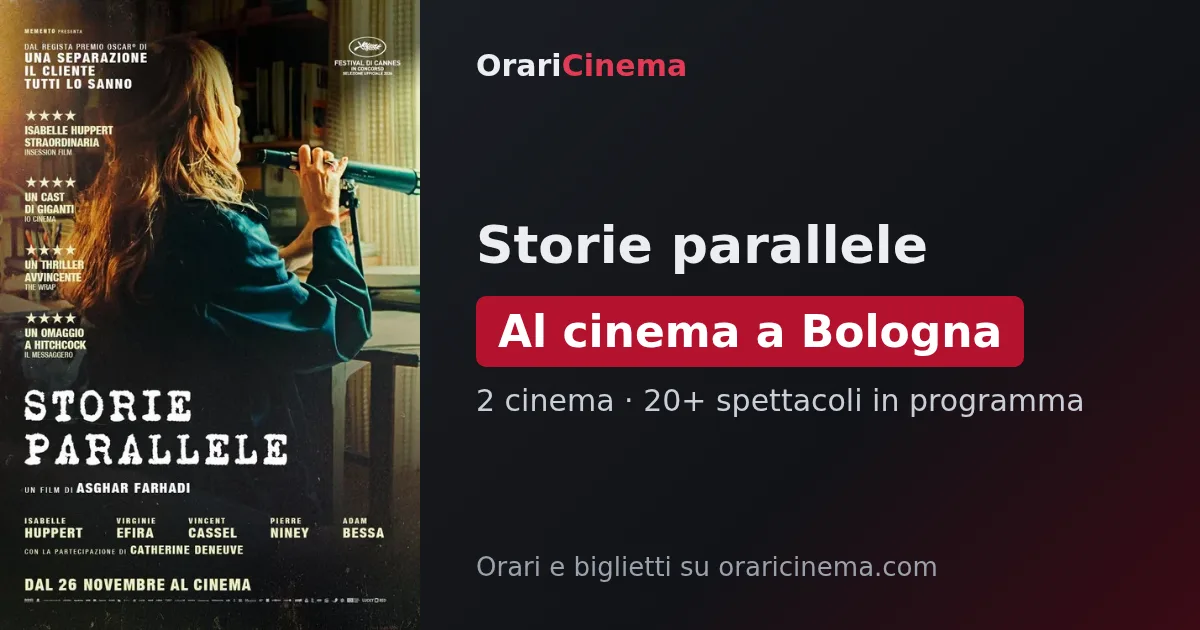 MEMENTO PRESENTA
DAL REGISTA PREMIO OSCAR® DI
UNA SEPARAZIONE
IL CLIENTE
TUTTI LO SANNO
FESTIVAL DI CANNES
IN CONCORSO
★★★★
ISABELLE HUPPERT
STRAORDINARIA
INSESSION FILM
★★★★
UN CAST
DI GIGANTI
IO CINEMA
★★★★
UN THRILLER
AVVINCENTE
THE WRAP
★★★★
UN OMAGGIO
A HITCHCOCK
IL MESSAGGERO
STORIE
PARALLELE
UN FILM DI ASGHAR FARHADI
ISABELLE HUPPERT
VIRGINIE EFIRA
VINCENT CASSEL
PIERRE NINEY
ADAM BESSA
CON LA PARTECIPAZIONE DI CATHERINE DENEUVE
DAL 26 NOVEMBRE AL CINEMA
OrariCinema
Storie parallele
Al cinema a Bologna
2 cinema · 20+ spettacoli in programma
Orari e biglietti su oraricinema.com